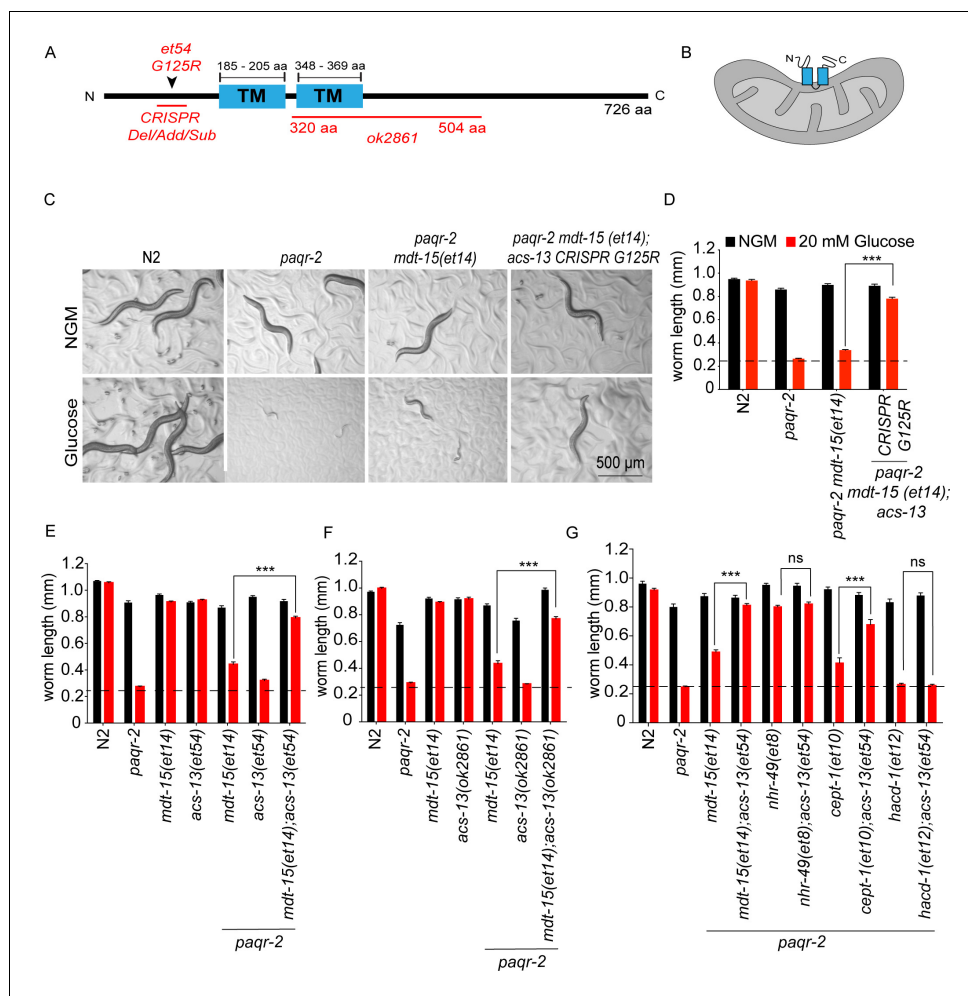 A
et54
G125R
185 - 205 aa
348 - 369 aa
N
TM
TM
C
CRISPR
Del/Add/Sub
320 aa
504 aa
ok2861
726 aa
B
N
C
C
N2
paqr-2
paqr-2
mdt-15(et14)
paqr-2 mdt-15 (et14);
acs-13 CRISPR G125R
NGM
Glucose
500 µm
D
NGM
20 mM Glucose
***
worm length (mm)
1.2
1.0
0.8
0.6
0.4
0.2
0
N2
paqr-2
paqr-2 mdt-15(et14)
CRISPR
G125R
paqr-2
mdt-15 (et14);
acs-13
E
***
worm length (mm)
1.2
1.0
0.8
0.6
0.4
0.2
0
N2
paqr-2
mdt-15(et14)
acs-13(et54)
mdt-15(et14)
acs-13(et54)
mdt-15(et14);acs-13(et54)
paqr-2
F
***
worm length (mm)
1.2
1.0
0.8
0.6
0.4
0.2
0
N2
paqr-2
mdt-15(et14)
acs-13(ok2861)
mdt-15(et14)
acs-13(ok2861)
mdt-15(et14);acs-13(ok2861)
paqr-2
G
ns
ns
***
***
worm length (mm)
1.2
1.0
0.8
0.6
0.4
0.2
0
N2
paqr-2
mdt-15(et14)
mdt-15(et14);acs-13(et54)
nhr-49(et8)
nhr-49(et8);acs-13(et54)
cept-1(et10)
cept-1(et10);acs-13(et54)
hacd-1(et12)
hacd-1(et12);acs-13(et54)
paqr-2